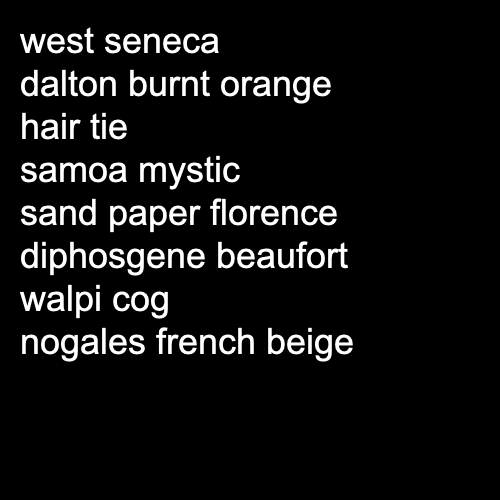 west seneca
dalton burnt orange
hair tie
samoa mystic
sand paper florence
diphosgene beaufort
walpi cog
nogales french beige